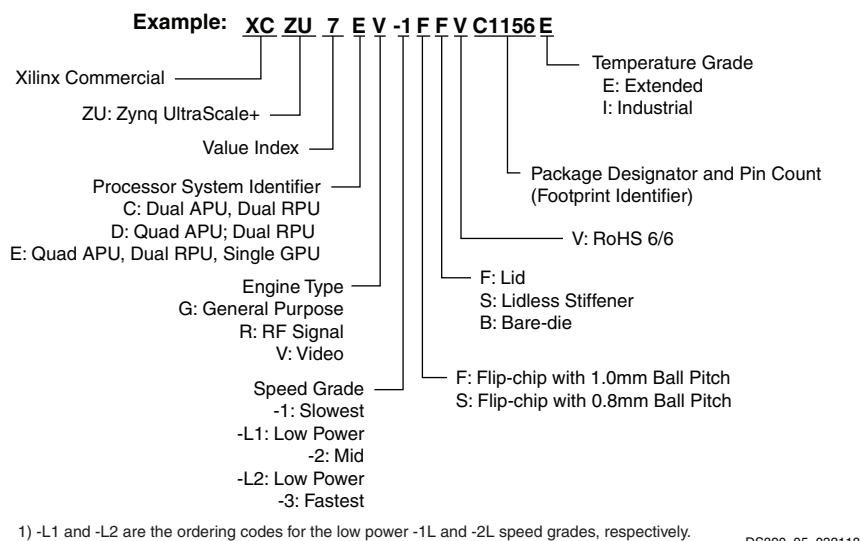 Example: XC ZU 7 E V -1 F F V C1156 E
Xilinx Commercial
ZU: Zynq UltraScale+
Value Index
Processor System Identifier
C: Dual APU, Dual RPU
D: Quad APU; Dual RPU
E: Quad APU, Dual RPU, Single GPU
Engine Type
G: General Purpose
R: RF Signal
V: Video
Speed Grade
-1: Slowest
-L1: Low Power
-2: Mid
-L2: Low Power
-3: Fastest
Temperature Grade
E: Extended
I: Industrial
Package Designator and Pin Count
(Footprint Identifier)
V: RoHS 6/6
F: Lid
S: Lidless Stiffener
B: Bare-die
F: Flip-chip with 1.0mm Ball Pitch
S: Flip-chip with 0.8mm Ball Pitch
1) -L1 and -L2 are the ordering codes for the low power -1L and -2L speed grades, respectively.